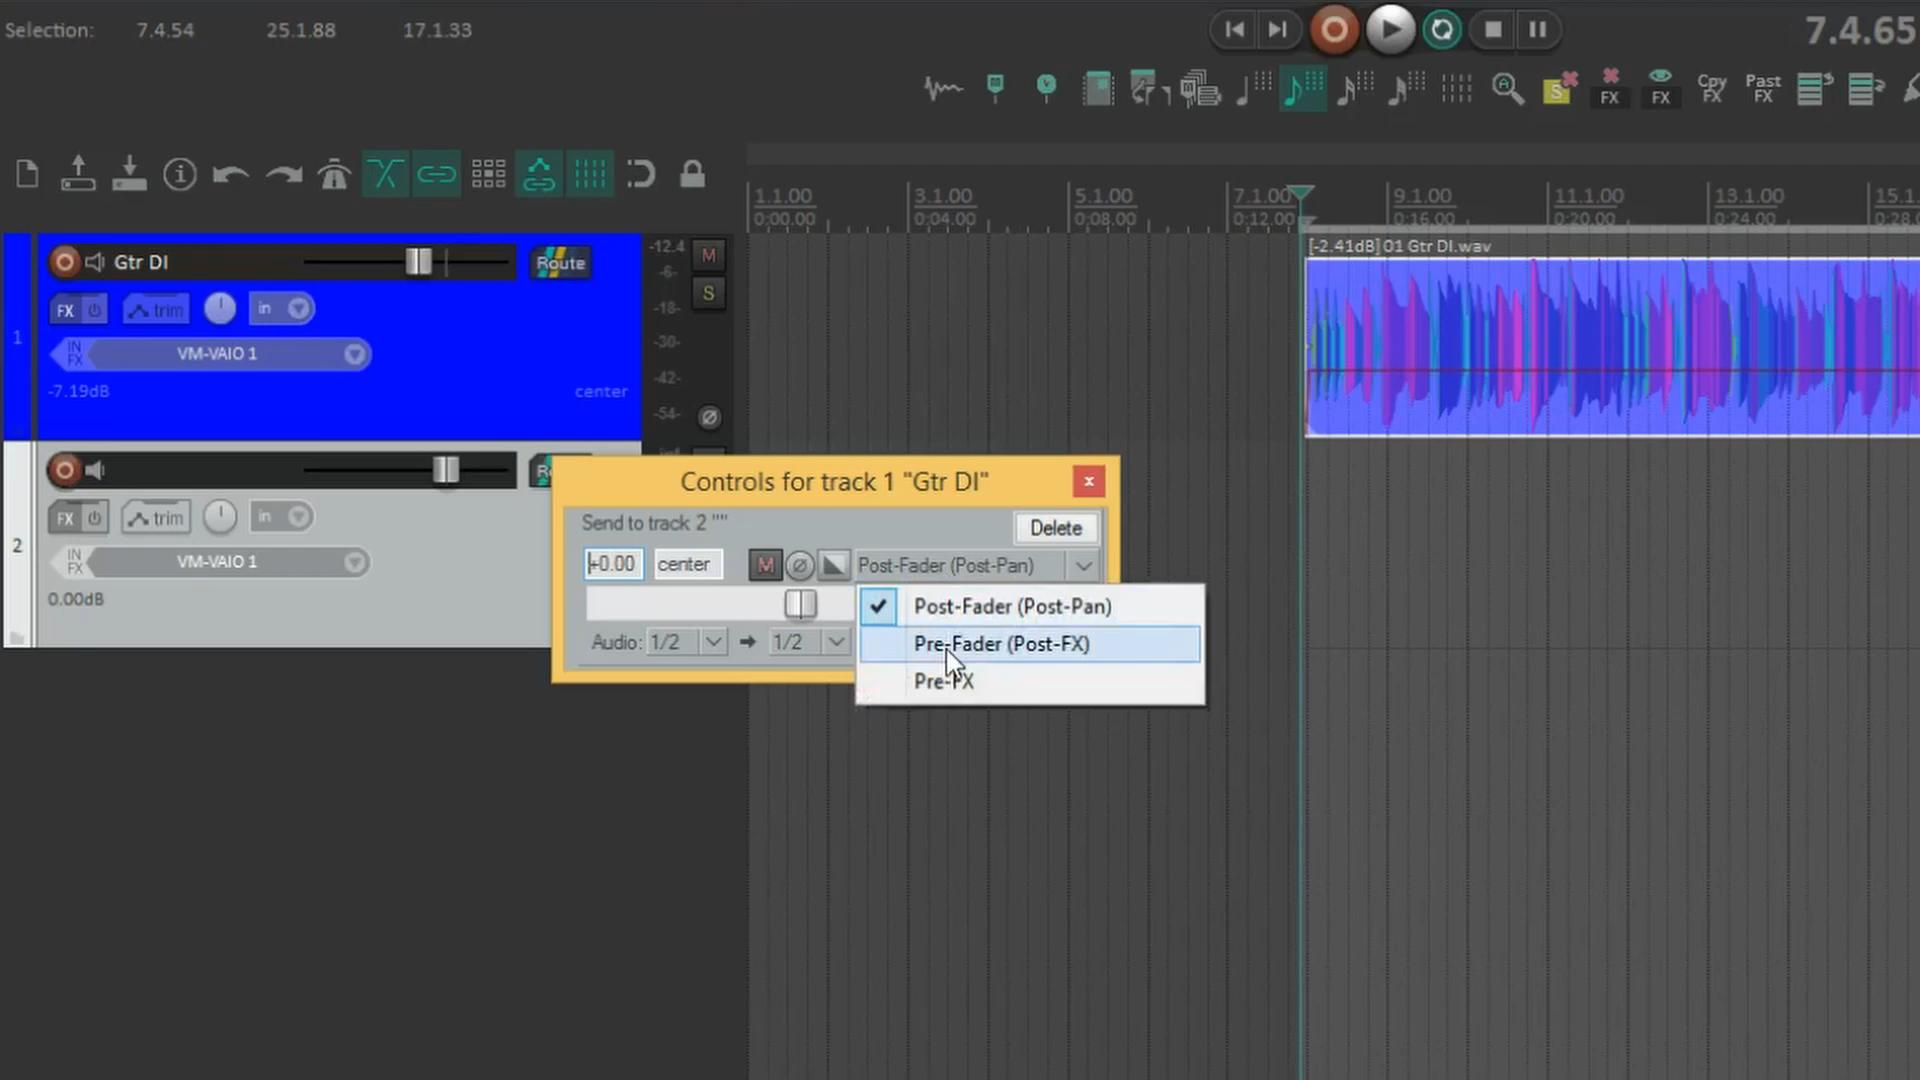 Selection: 7.4.54 25.1.88 17.1.33
7.4.65
S FX FX Cpy FX Past FX
1.1.00 3.1.00 5.1.00 7.1.00 9.1.00 11.1.00 13.1.00 15.1.
0:00.00 0:04.00 0:08.00 0:12.00 0:16.00 0:20.00 0:24.00 0:28.00
Gtr DI Route -12.4 M
[-2.41dB] 01 Gtr DI.wav
-6-
S
FX trim in -18-
1
-30-
IN FX VM-VAIO 1
-42-
-7.19dB center
-54-
Controls for track 1 "Gtr DI" x
Send to track 2 ""
Delete
+0.00 center M Post-Fader (Post-Pan)
FX trim in
2
IN FX VM-VAIO 1
0.00dB
Post-Fader (Post-Pan)
Audio: 1/2 1/2
Pre-Fader (Post-FX)
Pre-FX